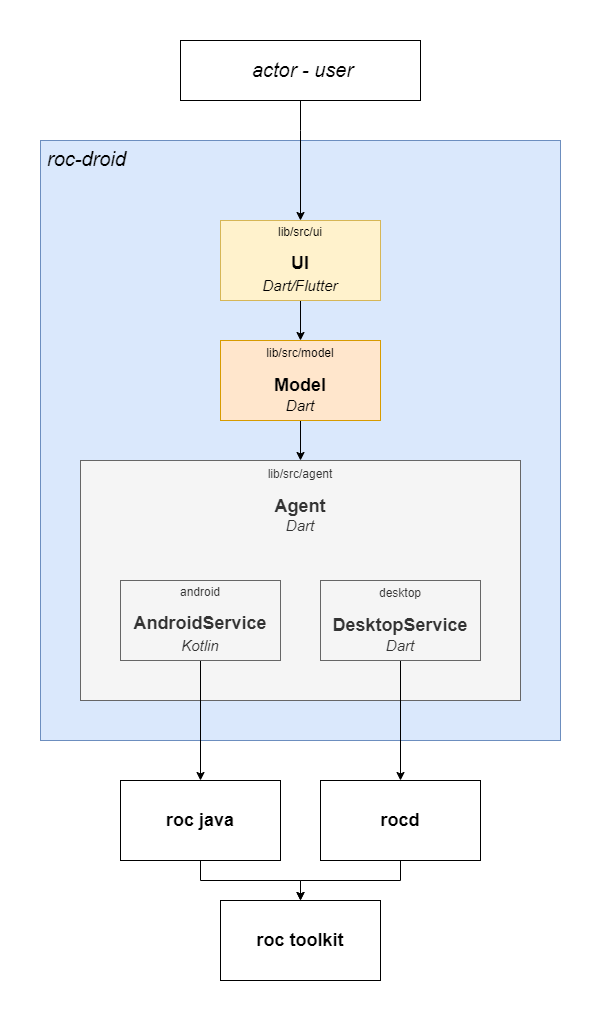 actor - user
roc-droid
lib/src/ui
UI
Dart/Flutter
lib/src/model
Model
Dart
lib/src/agent
Agent
Dart
android
AndroidService
Kotlin
desktop
DesktopService
Dart
roc java
rocd
roc toolkit